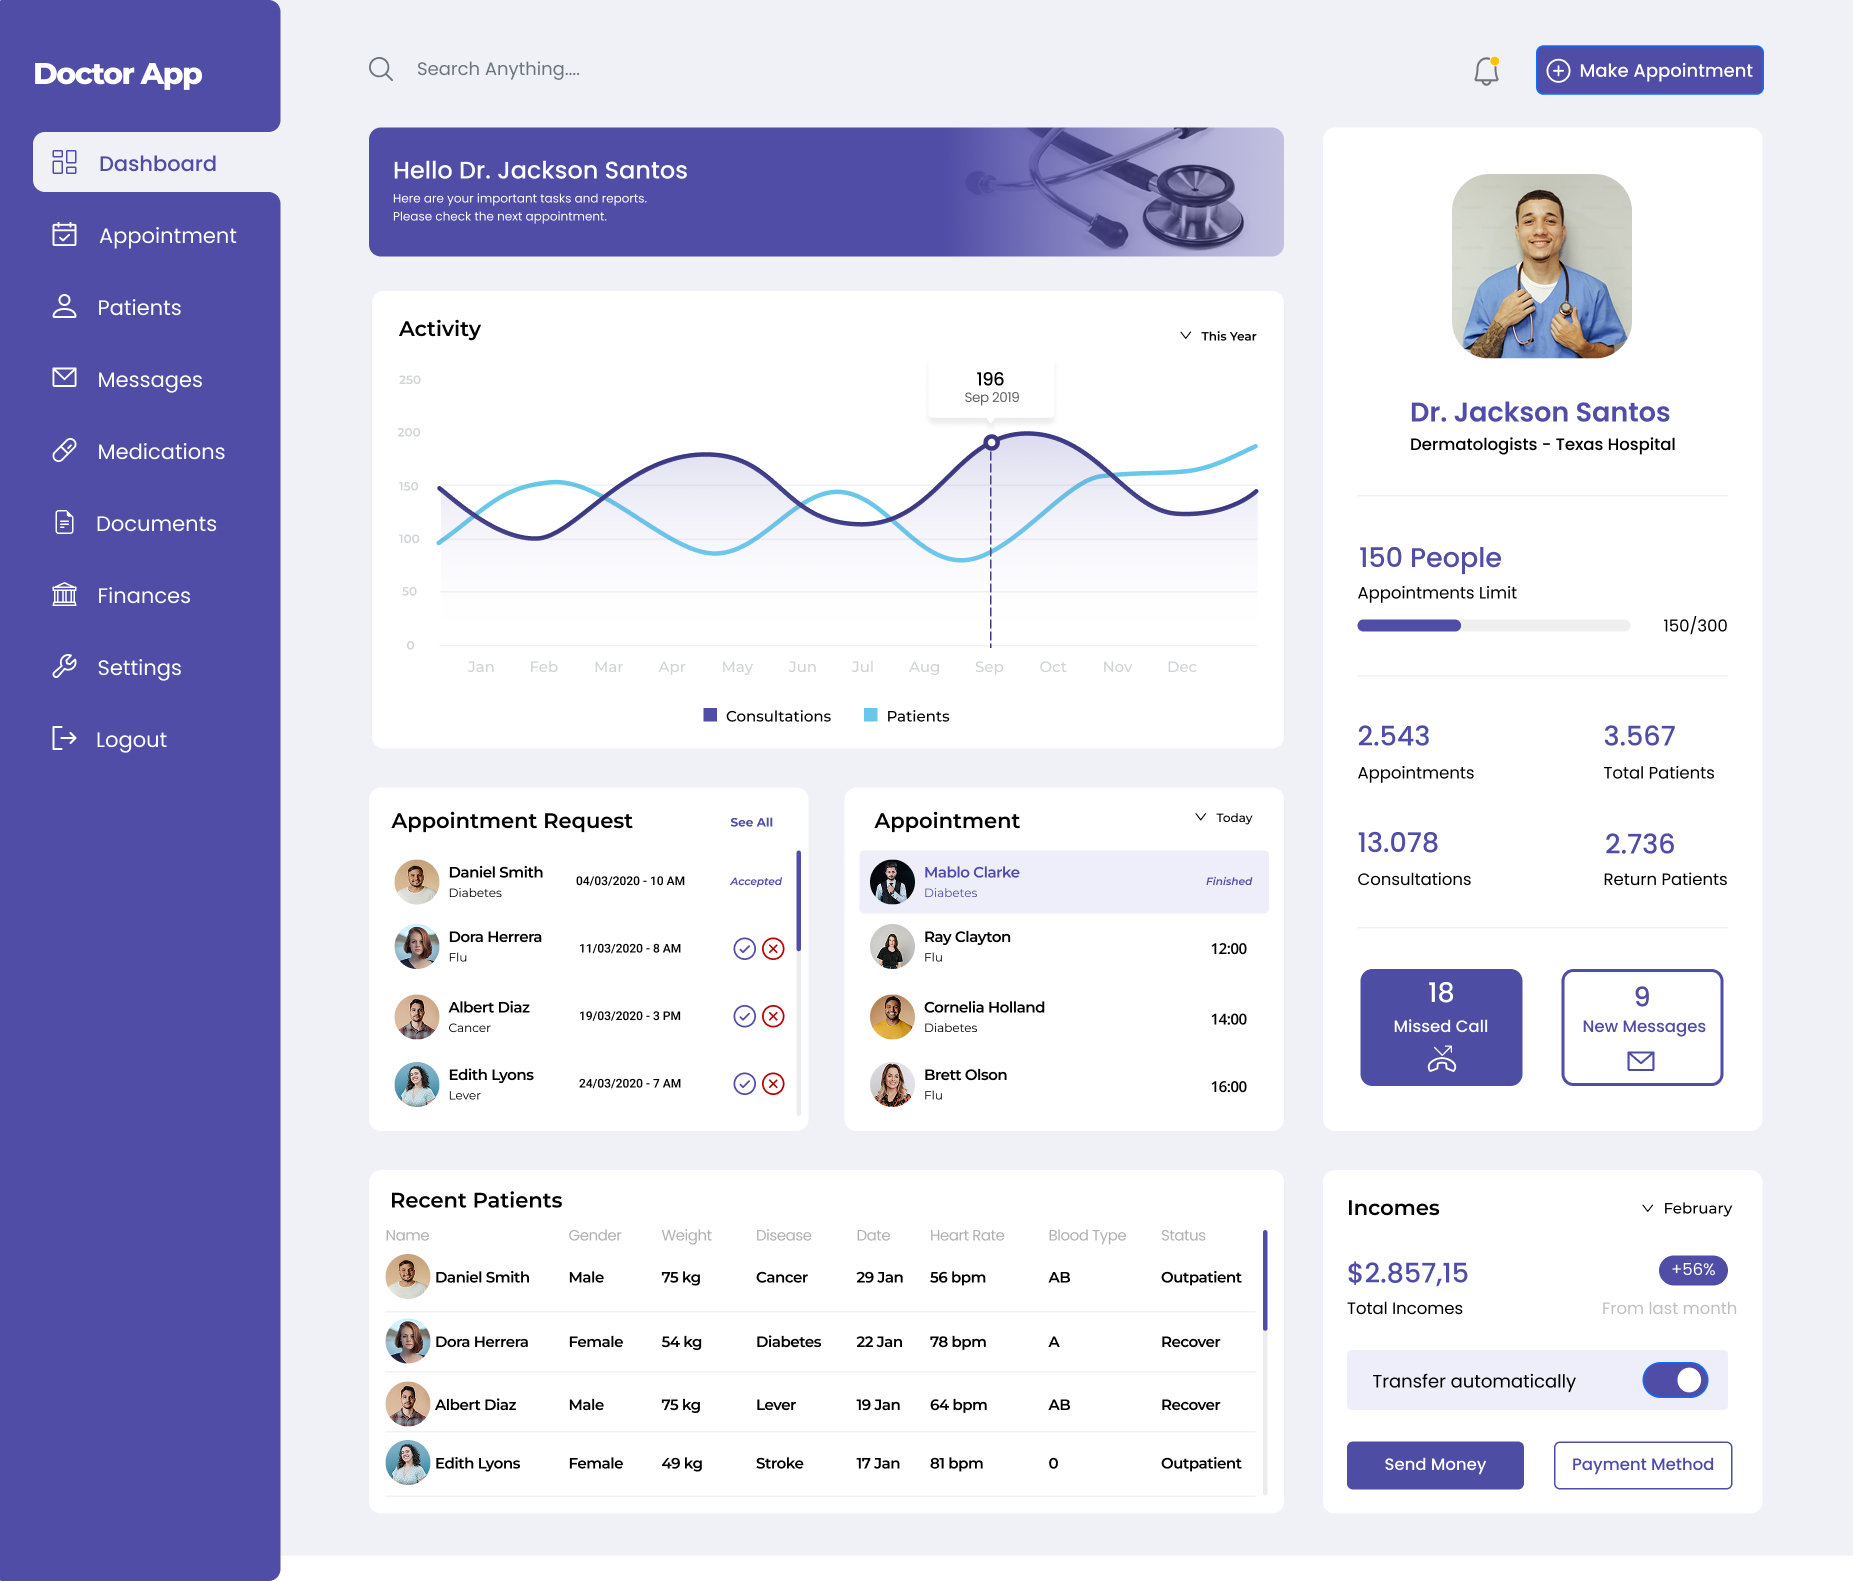 Doctor App
Dashboard
Appointment
Patients
Messages
Medications
Documents
Finances
Settings
Logout
Search Anything....
Make Appointment
Hello Dr. Jackson Santos
Here are your important tasks and reports.
Please check the next appointment.
Activity
This Year
196
Sep 2019
250
200
150
100
50
0
Jan Feb Mar Apr May Jun Jul Aug Sep Oct Nov Dec
Consultations Patients
Appointment Request
See All
Daniel Smith
Diabetes
04/03/2020 - 10 AM
Accepted
Dora Herrera
Flu
11/03/2020 - 8 AM
Albert Diaz
Cancer
19/03/2020 - 3 PM
Edith Lyons
Lever
24/03/2020 - 7 AM
Appointment
Today
Mablo Clarke
Diabetes
Finished
Ray Clayton
Flu
12:00
Cornelia Holland
Diabetes
14:00
Brett Olson
Flu
16:00
Recent Patients
Name Gender Weight Disease Date Heart Rate Blood Type Status
Daniel Smith Male 75 kg Cancer 29 Jan 56 bpm AB Outpatient
Dora Herrera Female 54 kg Diabetes 22 Jan 78 bpm A Recover
Albert Diaz Male 75 kg Lever 19 Jan 64 bpm AB Recover
Edith Lyons Female 49 kg Stroke 17 Jan 81 bpm 0 Outpatient
Dr. Jackson Santos
Dermatologists - Texas Hospital
150 People
Appointments Limit
150/300
2.543
Appointments
3.567
Total Patients
13.078
Consultations
2.736
Return Patients
18
Missed Call
9
New Messages
Incomes
February
$2.857,15
Total Incomes
+56%
From last month
Transfer automatically
Send Money
Payment Method